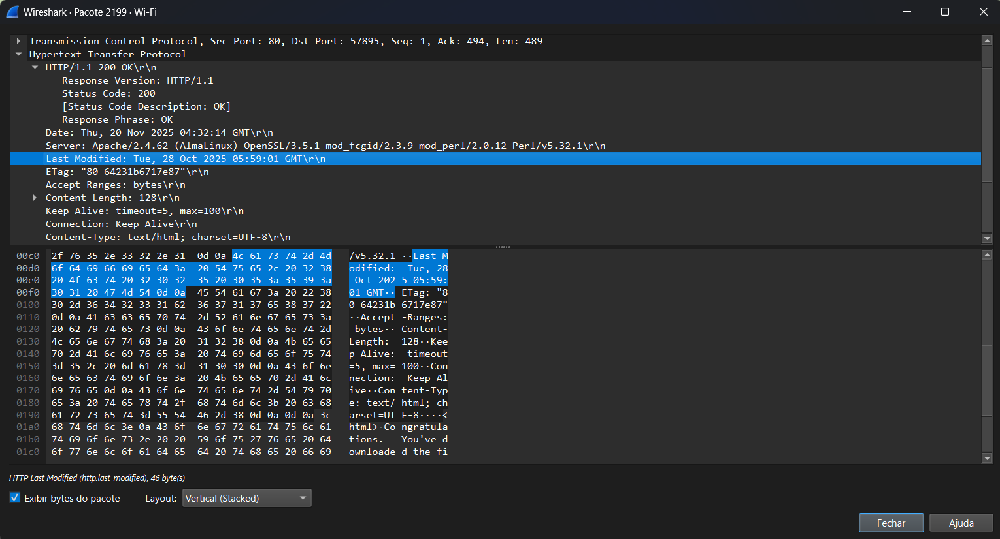 Wireshark · Pacote 2199 · Wi-Fi
Transmission Control Protocol, Src Port: 80, Dst Port: 57895, Seq: 1, Ack: 494, Len: 489
Hypertext Transfer Protocol
HTTP/1.1 200 OK\r\n
Response Version: HTTP/1.1
Status Code: 200
[Status Code Description: OK]
Response Phrase: OK
Date: Thu, 20 Nov 2025 04:32:14 GMT\r\n
Server: Apache/2.4.62 (AlmaLinux) OpenSSL/3.5.1 mod_fcgid/2.3.9 mod_perl/2.0.12 Perl/v5.32.1\r\n
Last-Modified: Tue, 28 Oct 2025 05:59:01 GMT\r\n
ETag: "80-64231b6717e87"\r\n
Accept-Ranges: bytes\r\n
Content-Length: 128\r\n
Keep-Alive: timeout=5, max=100\r\n
Connection: Keep-Alive\r\n
Content-Type: text/html; charset=UTF-8\r\n
00c0 2f 76 35 2e 33 32 2e 31 0d 0a 4c 61 73 74 2d 4d /v5.32.1 ··Last-M
00d0 6f 64 69 66 69 65 64 3a 20 54 75 65 2c 20 32 38 odified: Tue, 28
00e0 20 4f 63 74 20 32 30 32 35 20 30 35 3a 35 39 3a Oct 202 5 05:59:
00f0 30 31 20 47 4d 54 0d 0a 45 54 61 67 3a 20 22 38 01 GMT·· ETag: "8
0100 30 2d 36 34 32 33 31 62 36 37 31 37 65 38 37 22 0-64231b 6717e87"
0110 0d 0a 41 63 63 65 70 74 2d 52 61 6e 67 65 73 3a ··Accept -Ranges:
0120 20 62 79 74 65 73 0d 0a 43 6f 6e 74 65 6e 74 2d bytes·· Content-
0130 4c 65 6e 67 74 68 3a 20 31 32 38 0d 0a 4b 65 65 Length: 128··Kee
0140 70 2d 41 6c 69 76 65 3a 20 74 69 6d 65 6f 75 74 p-Alive: timeout
0150 3d 35 2c 20 6d 61 78 3d 31 30 30 0d 0a 43 6f 6e =5, max= 100··Con
0160 6e 65 63 74 69 6f 6e 3a 20 4b 65 65 70 2d 41 6c nection: Keep-Al
0170 69 76 65 0d 0a 43 6f 6e 74 65 6e 74 2d 54 79 70 ive··Con tent-Typ
0180 65 3a 20 74 65 78 74 2f 68 74 6d 6c 3b 20 63 68 e: text/ html; ch
0190 61 72 73 65 74 3d 55 54 46 2d 38 0d 0a 0d 0a 3c arset=UT F-8····<
01a0 68 74 6d 6c 3e 0a 43 6f 6e 67 72 61 74 75 6c 61 html>·Co ngratula
01b0 74 69 6f 6e 73 2e 20 20 59 6f 75 27 76 65 20 64 tions. You've d
01c0 6f 77 6e 6c 6f 61 64 65 64 20 74 68 65 20 66 69 ownloade d the fi
HTTP Last Modified (http.last_modified), 46 byte(s)
Exibir bytes do pacote Layout: Vertical (Stacked)
Fechar Ajuda